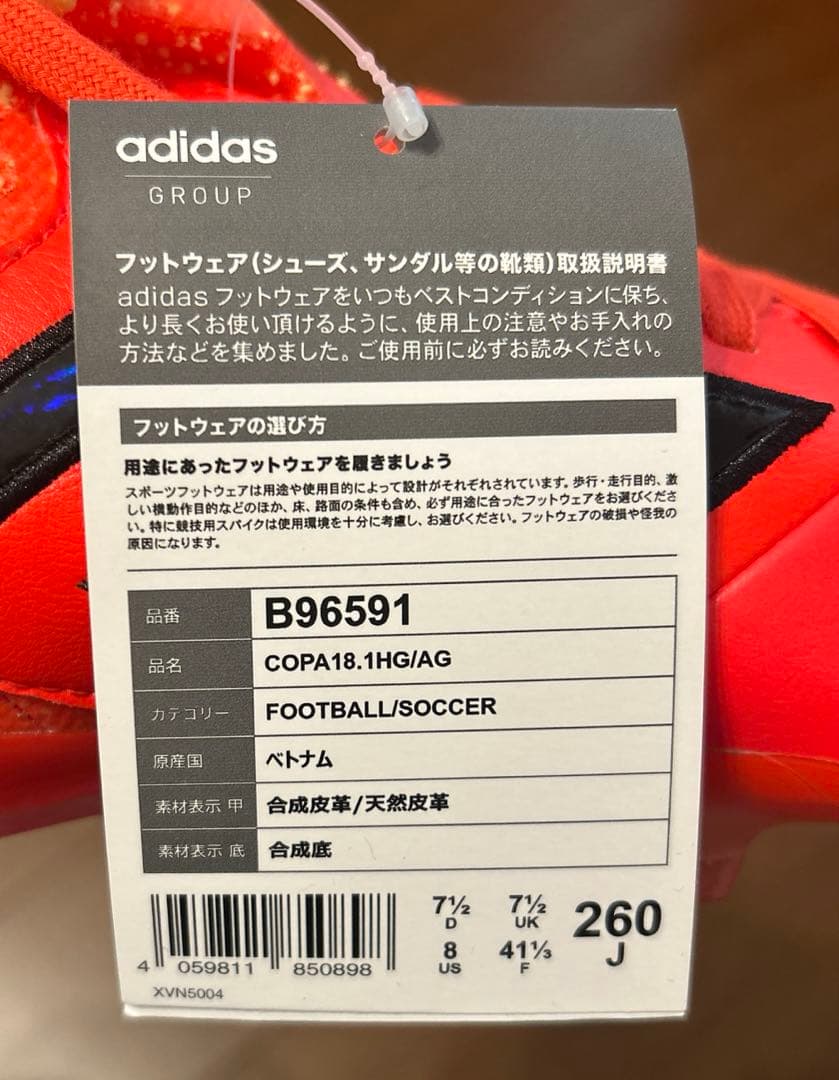 adidas
GROUP
フットウェア(シューズ、サンダル等の靴類)取扱説明書
adidas フットウェアをいつもベストコンディションに保ち、
より長くお使い頂けるように、使用上の注意やお手入れの
方法などを集めました。ご使用前に必ずお読みください。
フットウェアの選び方
用途にあったフットウェアを履きましょう
スポーツフットウェアは用途や使用目的によって設計がそれぞれされています。歩行・走行目的、激
しい横動作目的などのほか、床、路面の条件も含め、必ず用途に合ったフットウェアをお選びくださ
い。特に競技用スパイクは使用環境を十分に考慮し、お選びください。フットウェアの破損や怪我の
原因になります。
品番 B96591
品名 COPA18.1HG/AG
カテゴリー FOOTBALL/SOCCER
原産国 ベトナム
素材表示 甲 合成皮革/天然皮革
素材表示 底 合成底
7½ 7½ 260
D UK J
8 41⅓
US F
4 059811 850898
XVN5004